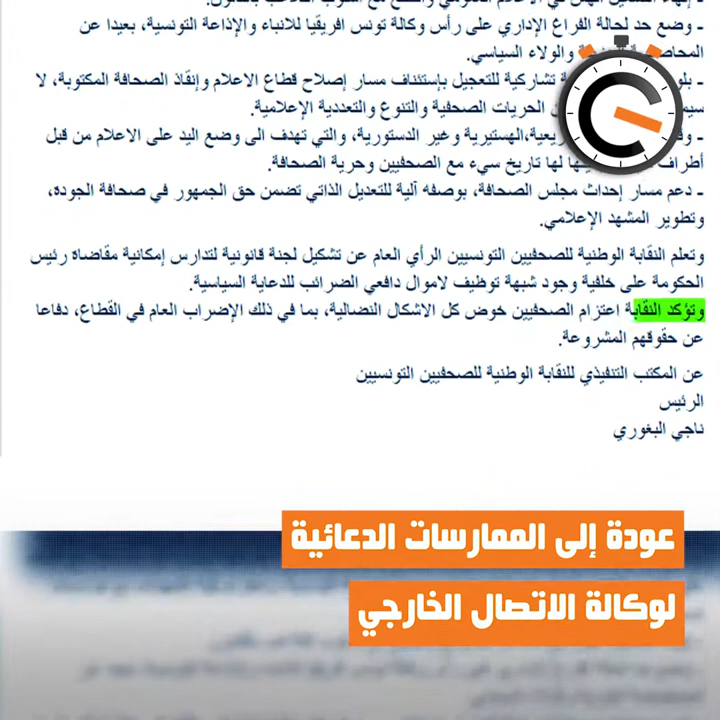 ـ وضع حد لحالة الفراغ الإداري على رأس وكالة تونس افريقيا للانباء والإذاعة التونسية، بعيدا عن
والولاء السياسي.
تشاركية للتعجيل بإستئناف مسار إصلاح قطاع الاعلام وإنقاذ الصحافة المكتوبة، لا
الحريات الصحفية والتنوع والتعددية الإعلامية.
الهستيرية وغير الدستورية، والتي تهدف الى وضع اليد على الاعلام من قبل
لها تاريخ سيء مع الصحفيين وحرية الصحافة.
ـ دعم مسار إحداث مجلس الصحافة، بوصفه آلية للتعديل الذاتي تضمن حق الجمهور في صحافة الجودة،
وتطوير المشهد الإعلامي.
وتعلم النقابة الوطنية للصحفيين التونسيين الرأي العام عن تشكيل لجنة قانونية لتدارس إمكانية مقاضاة رئيس
الحكومة على خلفية وجود شبهة توظيف لاموال دافعي الضرائب للدعاية السياسية.
وتؤكد النقابة اعتزام الصحفيين خوض كل الاشكال النضالية، بما في ذلك الإضراب العام في القطاع، دفاعا
عن حقوقهم المشروعة.
عن المكتب التنفيذي للنقابة الوطنية للصحفيين التونسيين
الرئيس
ناجي البغوري
عودة إلى الممارسات الدعائية
لوكالة الاتصال الخارجي